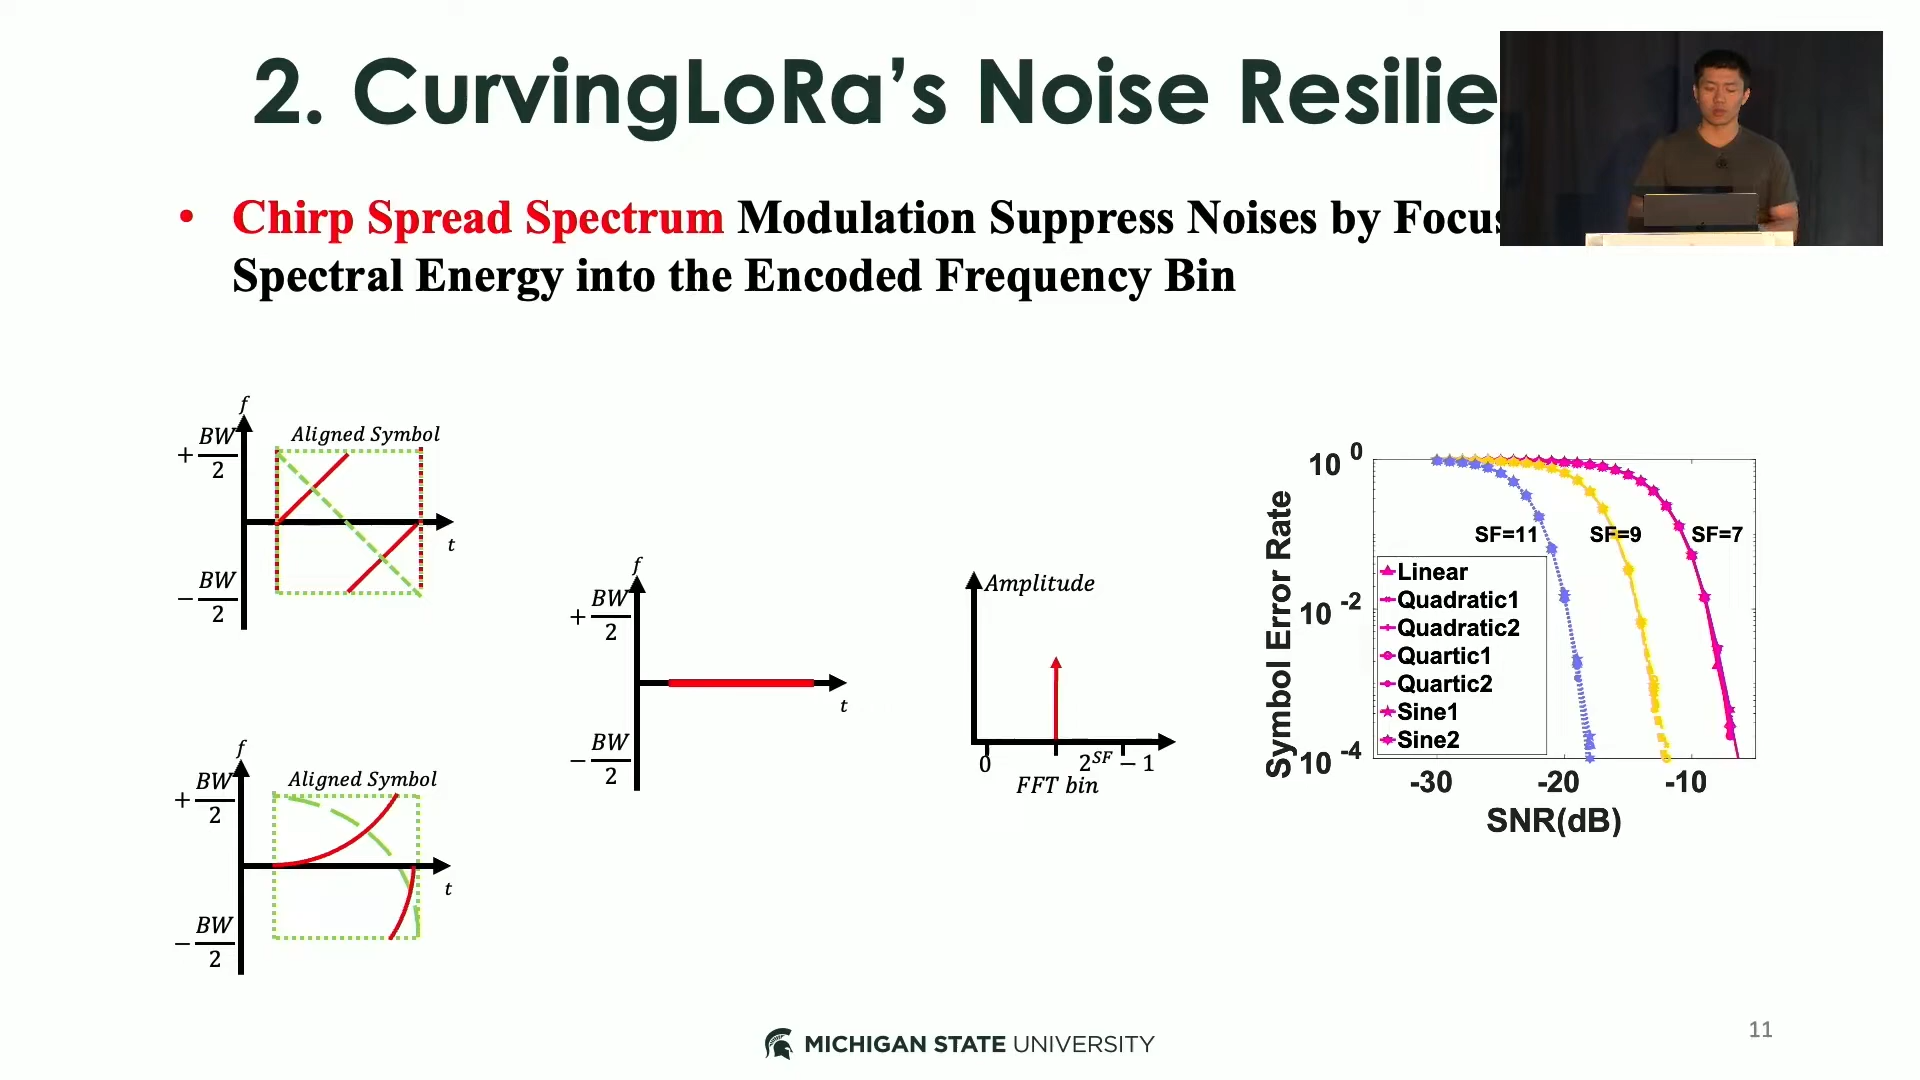 2. CurvingLoRa's Noise Resilie
• Chirp Spread Spectrum Modulation Suppress Noises by Focus
Spectral Energy into the Encoded Frequency Bin
f
+ BW/2
Aligned Symbol
t
− BW/2
f
+ BW/2
Aligned Symbol
t
− BW/2
f
+ BW/2
t
− BW/2
Amplitude
0
2^SF − 1
FFT bin
Symbol Error Rate
10^0
10^-2
10^-4
SF=11
SF=9
SF=7
Linear
Quadratic1
Quadratic2
Quartic1
Quartic2
Sine1
Sine2
-30
-20
-10
SNR(dB)
MICHIGAN STATE UNIVERSITY
11